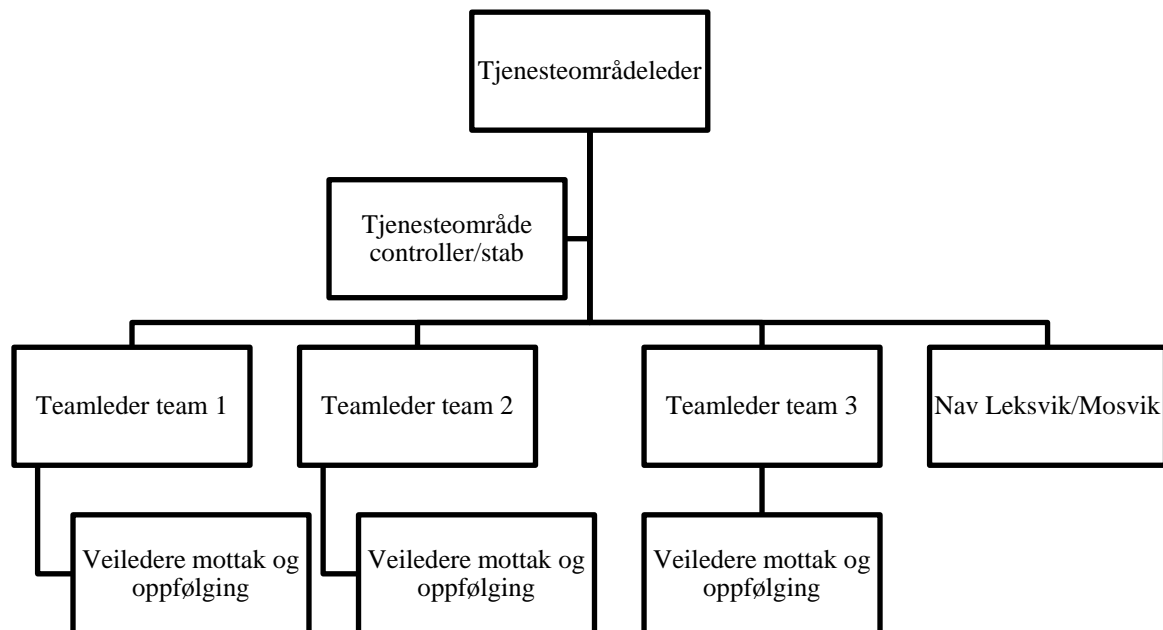 Tjenesteområdeleder
Tjenesteområde
controller/stab
Teamleder team 1
Teamleder team 2
Teamleder team 3
Nav Leksvik/Mosvik
Veiledere mottak og
oppfølging
Veiledere mottak og
oppfølging
Veiledere mottak og
oppfølging